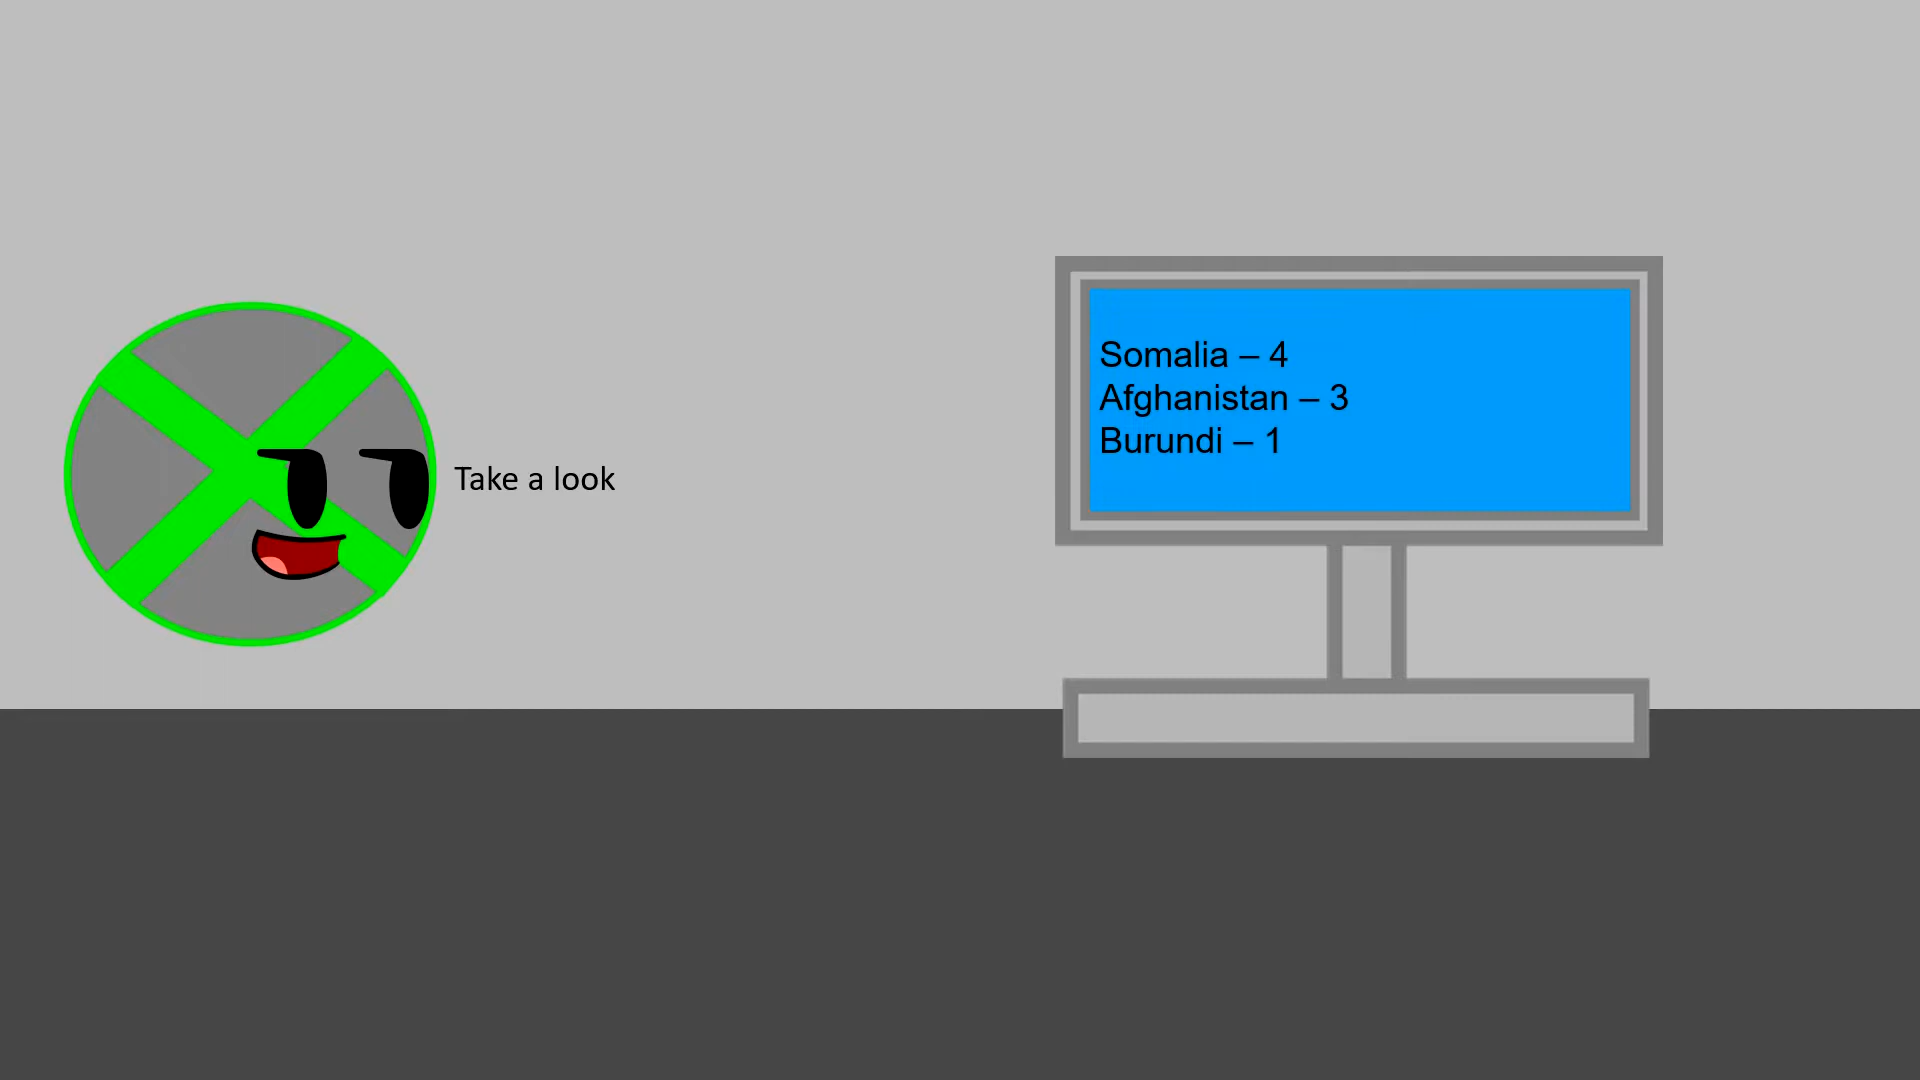 Take a look
Somalia – 4
Afghanistan – 3
Burundi – 1